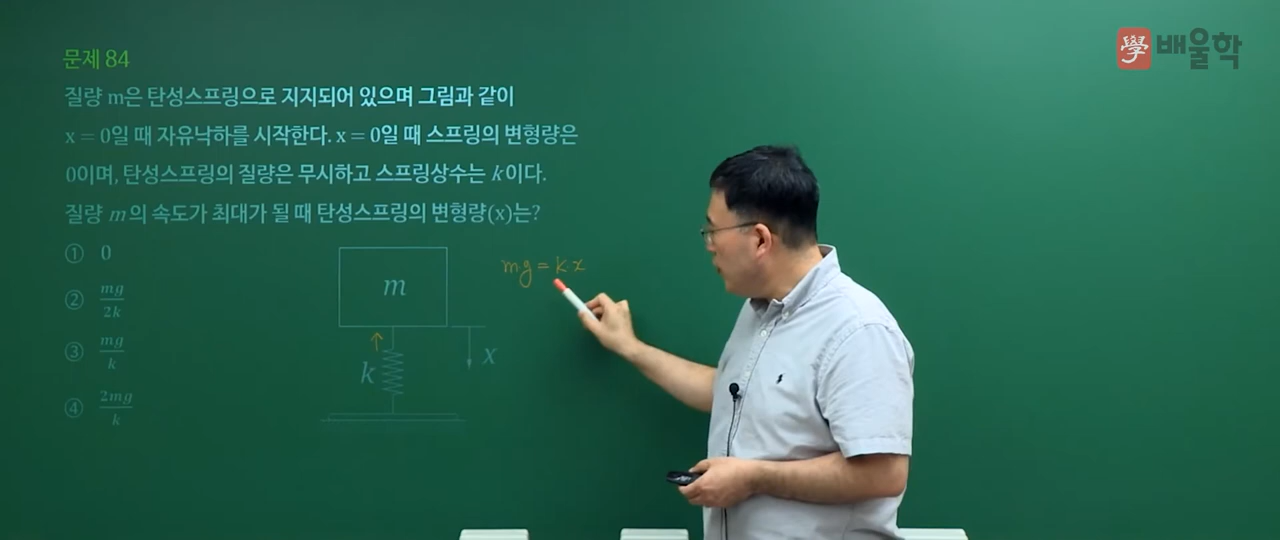 學 배울학
문제 84
질량 m은 탄성스프링으로 지지되어 있으며 그림과 같이
x = 0일 때 자유낙하를 시작한다. x = 0일 때 스프링의 변형량은
0이며, 탄성스프링의 질량은 무시하고 스프링상수는 k이다.
질량 m의 속도가 최대가 될 때 탄성스프링의 변형량(x)는?
① 0
② mg/2k
③ mg/k
④ 2mg/k
m
k
x
m·g = k·x